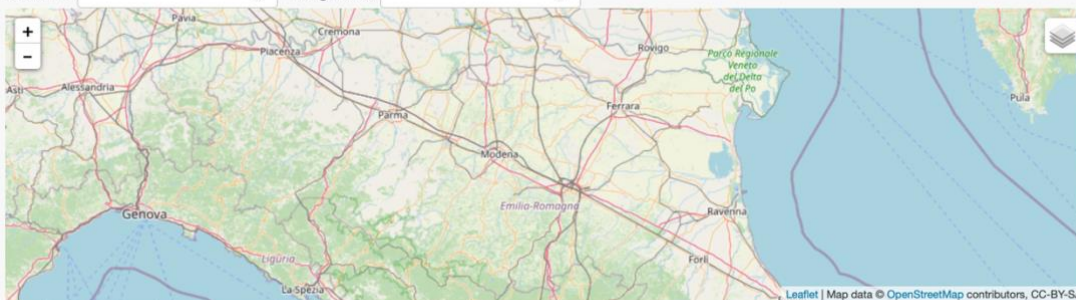 +
-
Pavia
Cremona
Piacenza
Rovigo
Parco Regionale
Veneto
del Delta
del Po
Asti
Alessandria
Parma
Ferrara
Pula
Modena
Emilia-Romagna
Genova
Ravenna
Liguria
Forlì
La Spezia
Leaflet | Map data © OpenStreetMap contributors, CC-BY-S